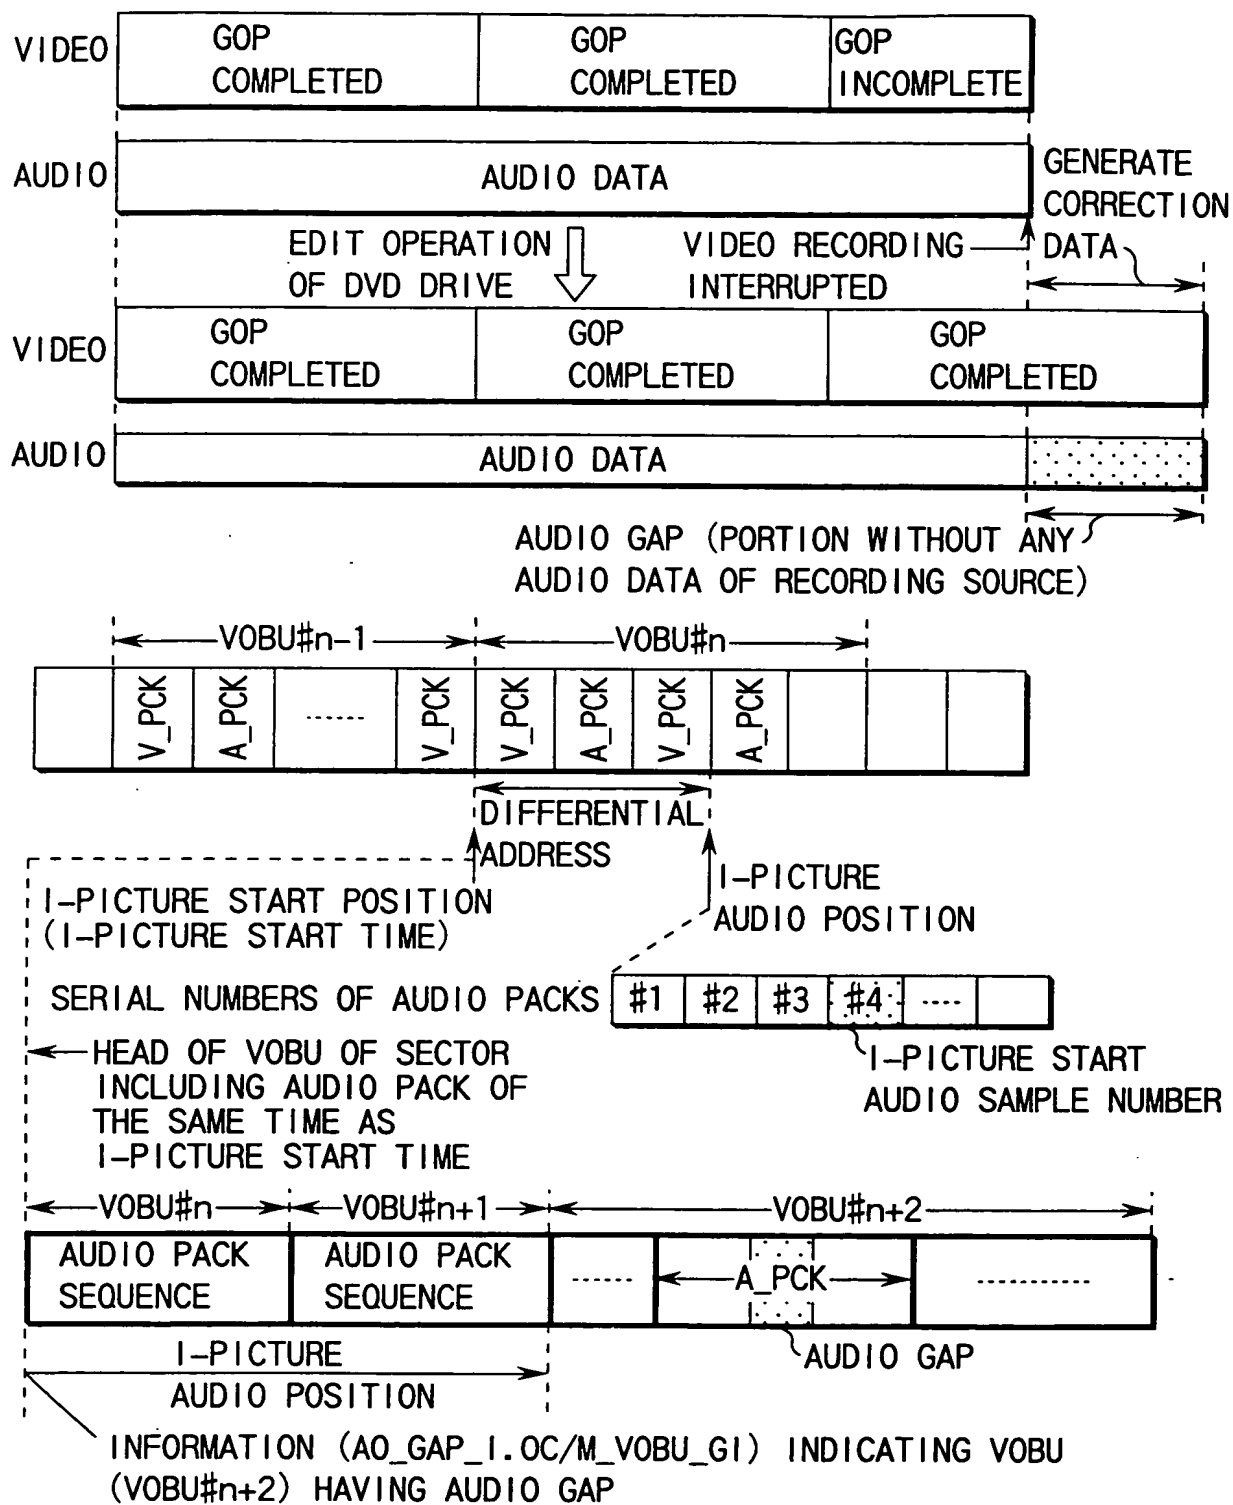 VIDEO
GOP COMPLETED
GOP COMPLETED
GOP INCOMPLETE
AUDIO
AUDIO DATA
GENERATE CORRECTION DATA
EDIT OPERATION OF DVD DRIVE
VIDEO RECORDING INTERRUPTED
VIDEO
GOP COMPLETED
GOP COMPLETED
GOP COMPLETED
AUDIO
AUDIO DATA
AUDIO GAP (PORTION WITHOUT ANY
AUDIO DATA OF RECORDING SOURCE)
VOBU#n-1
VOBU#n
V_PCK
A_PCK
......
V_PCK
V_PCK
A_PCK
V_PCK
A_PCK
DIFFERENTIAL
ADDRESS
I-PICTURE START POSITION
(I-PICTURE START TIME)
I-PICTURE
AUDIO POSITION
SERIAL NUMBERS OF AUDIO PACKS
#1
#2
#3
#4
....
I-PICTURE START
AUDIO SAMPLE NUMBER
HEAD OF VOBU OF SECTOR
INCLUDING AUDIO PACK OF
THE SAME TIME AS
I-PICTURE START TIME
VOBU#n
VOBU#n+1
VOBU#n+2
AUDIO PACK
SEQUENCE
AUDIO PACK
SEQUENCE
......
A_PCK
..........
AUDIO GAP
I-PICTURE
AUDIO POSITION
INFORMATION (A0_GAP_I.OC/M_VOBU_GI) INDICATING VOBU
(VOBU#n+2) HAVING AUDIO GAP